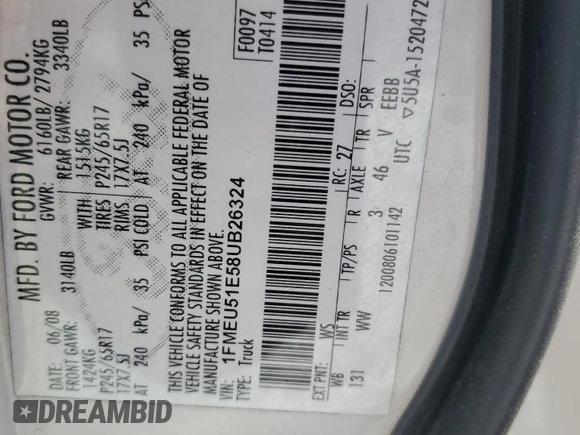 MFD. BY FORD MOTOR CO.
DATE: 06/08 GVWR: 6160LB/ 2794KG
FRONT GAWR: 3140LB REAR GAWR: 3340LB
1424KG WITH 1515KG
P245/65R17 TIRES P245/65R17
17X7.5J RIMS 17X7.5J
AT 240 kPa/ 35 PSI COLD AT 240 kPa/ 35 PS
THIS VEHICLE CONFORMS TO ALL APPLICABLE FEDERAL MOTOR
VEHICLE SAFETY STANDARDS IN EFFECT ON THE DATE OF
MANUFACTURE SHOWN ABOVE.
VIN: 1FMEU51E58UB26324
TYPE: Truck
F0097
T0414
EXT PNT: WS RC: 27 DSO:
WB INT TR TP/PS R AXLE TR SPR
131 WW 3 46 V EEBB
1200806101142 UTC ▽5U5A-1520472
DREAMBID